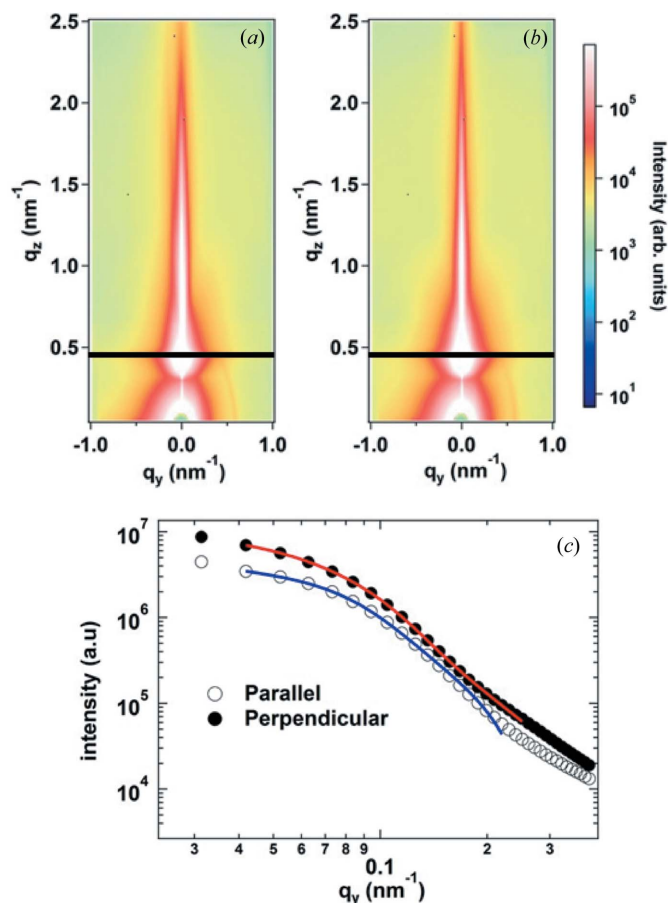 2.5
2.0
1.5
1.0
0.5
q_z (nm^-1)
(a)
-1.0
0.0
1.0
q_y (nm^-1)
2.5
2.0
1.5
1.0
0.5
q_z (nm^-1)
(b)
-1.0
0.0
1.0
q_y (nm^-1)
10^5
10^4
10^3
10^2
10^1
Intensity (arb. units)
(c)
10^7
10^6
10^5
10^4
intensity (a.u)
Parallel
Perpendicular
3 4 5 6 7 8 9 2 3
0.1
q_y (nm^-1)